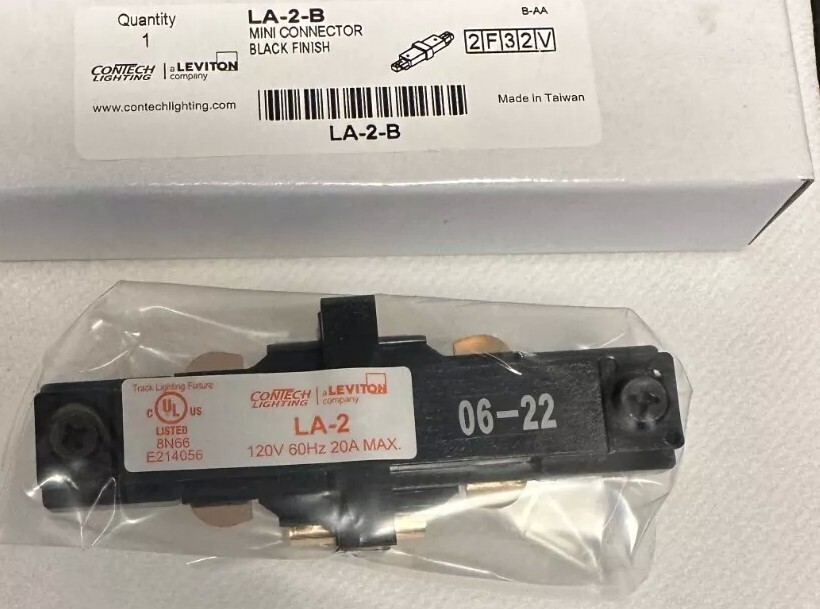 Quantity
1
LA-2-B
MINI CONNECTOR
BLACK FINISH
B-AA
2F32V
CONTECH LIGHTING | a LEVITON company
www.contechlighting.com
Made in Taiwan
LA-2-B
Track Lighting Fixture
C UL US
LISTED
8N66
E214056
CONTECH LIGHTING | a LEVITON company
LA-2
120V 60Hz 20A MAX.
06-22